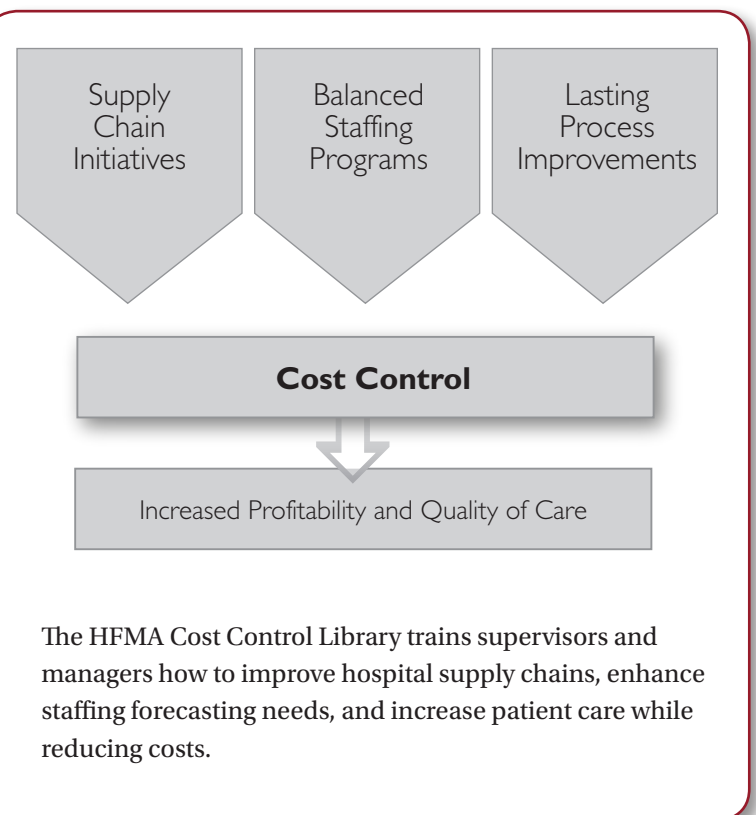 Supply
Chain
Initiatives
Balanced
Staffing
Programs
Lasting
Process
Improvements
Cost Control
Increased Profitability and Quality of Care
The HFMA Cost Control Library trains supervisors and
managers how to improve hospital supply chains, enhance
staffing forecasting needs, and increase patient care while
reducing costs.